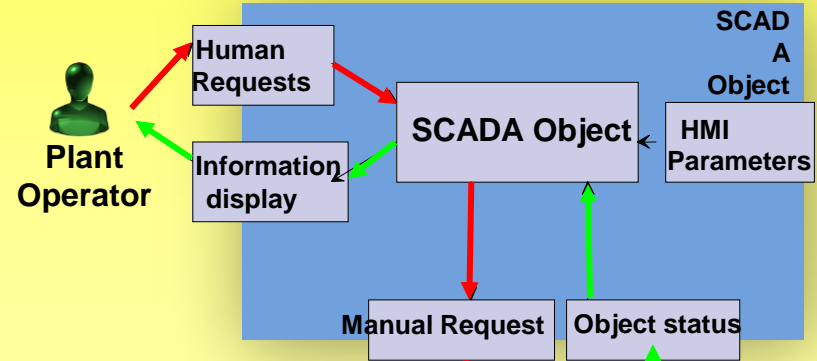 SCAD
A
Object
Human
Requests
SCADA Object
HMI
Parameters
Plant
Operator
Information
display
Manual Request
Object status